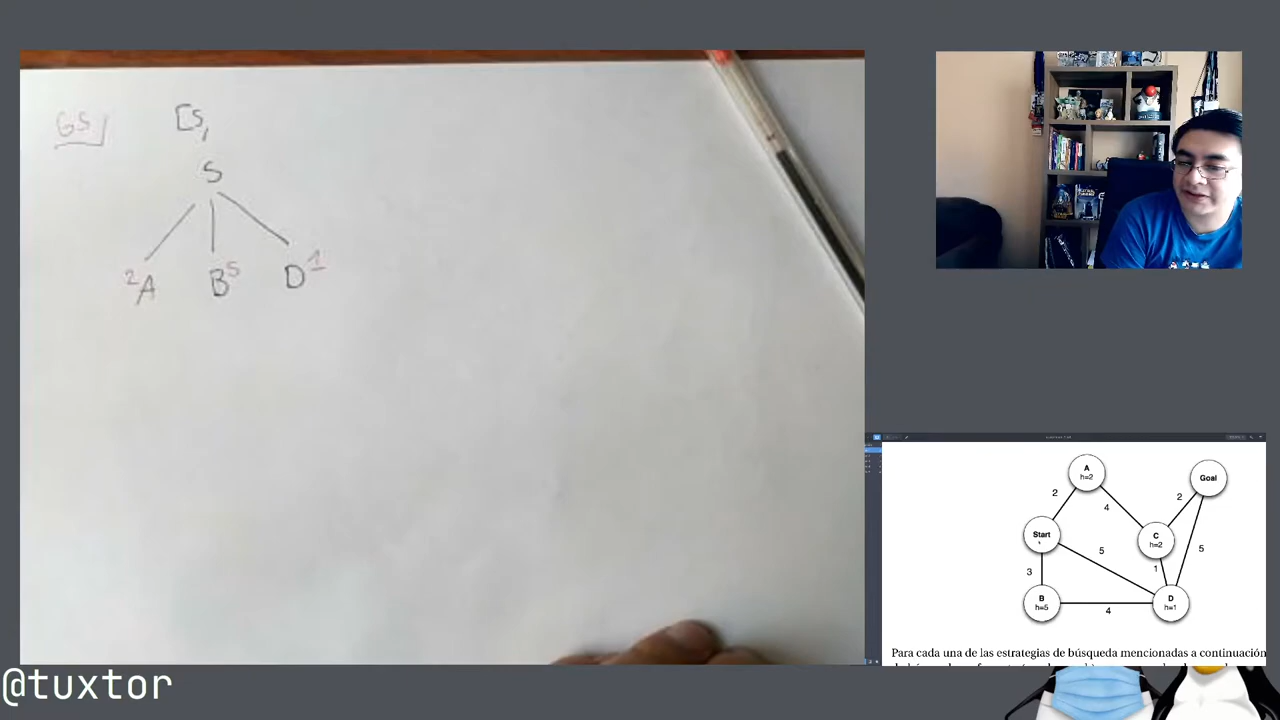 GS
[S,
S
2A B5 D1
A
h=2
Goal
2
4
2
Start
5
C
h=2
5
3
1
B
h=5
D
h=1
4
Para cada una de las estrategias de búsqueda mencionadas a continuación
@tuxtor